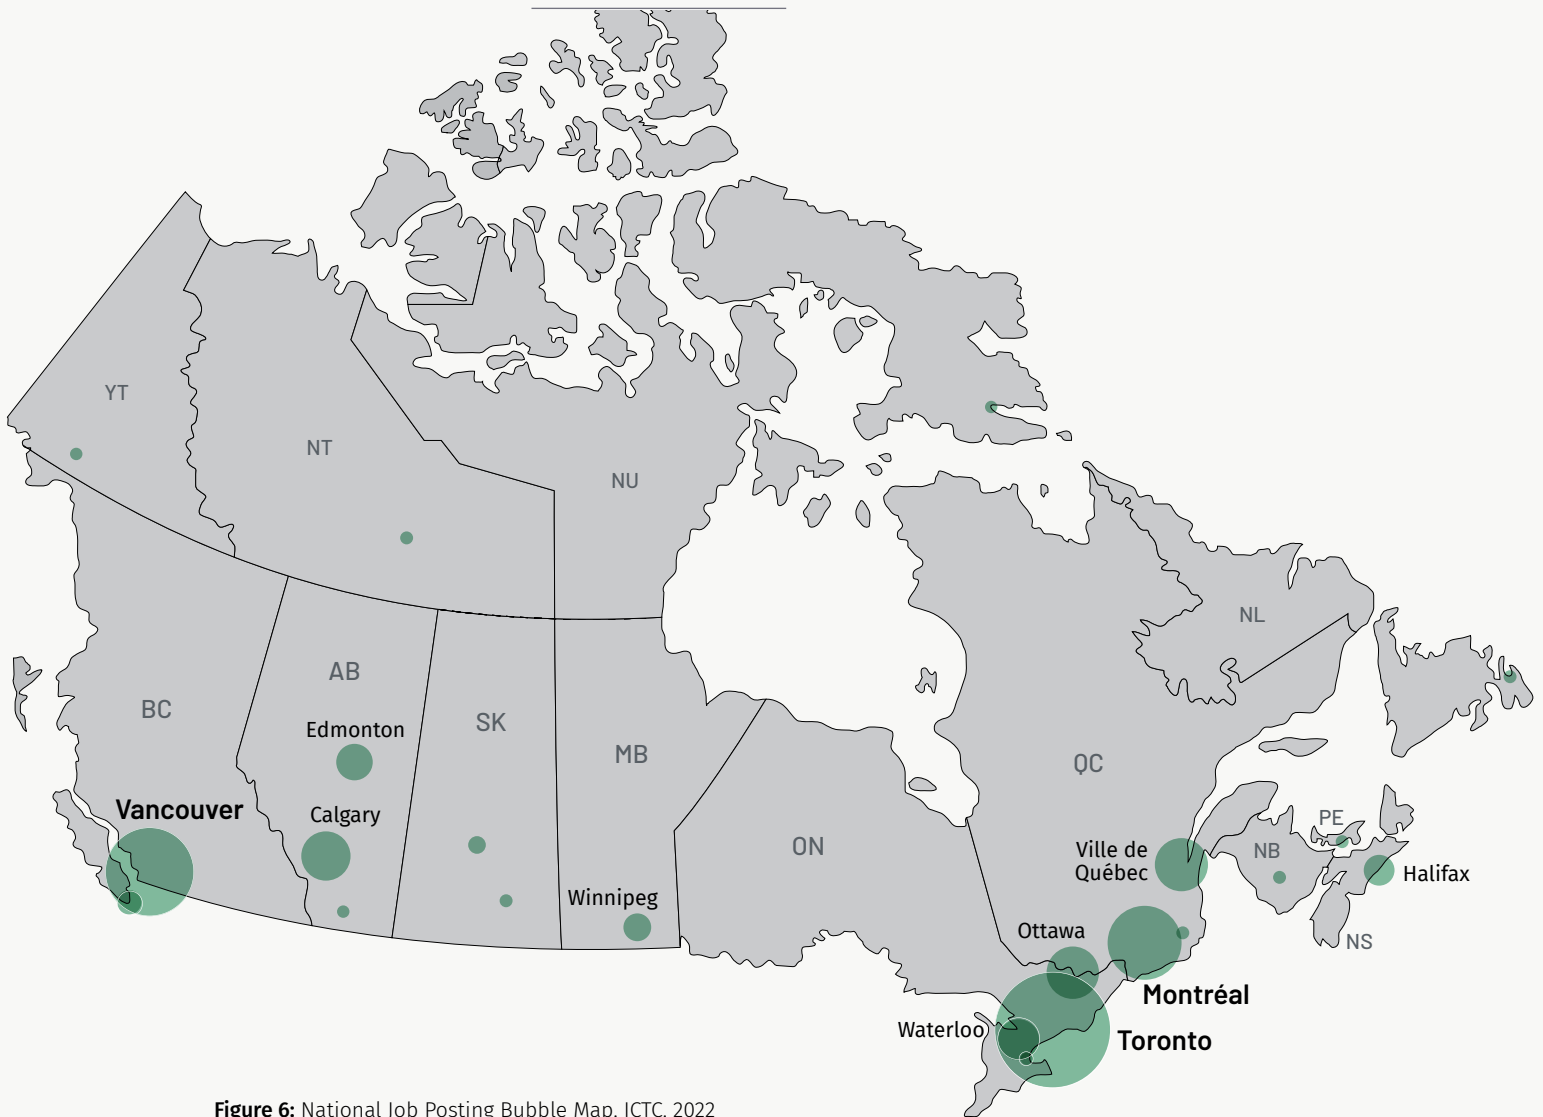 YT
NT
NU
NL
AB
BC
Edmonton
SK
MB
QC
Vancouver
Calgary
PE
ON
Ville de
Québec
NB
Halifax
Winnipeg
Ottawa
NS
Montréal
Waterloo
Toronto
Figure 6: National Job Posting Bubble Map, ICTC, 2022